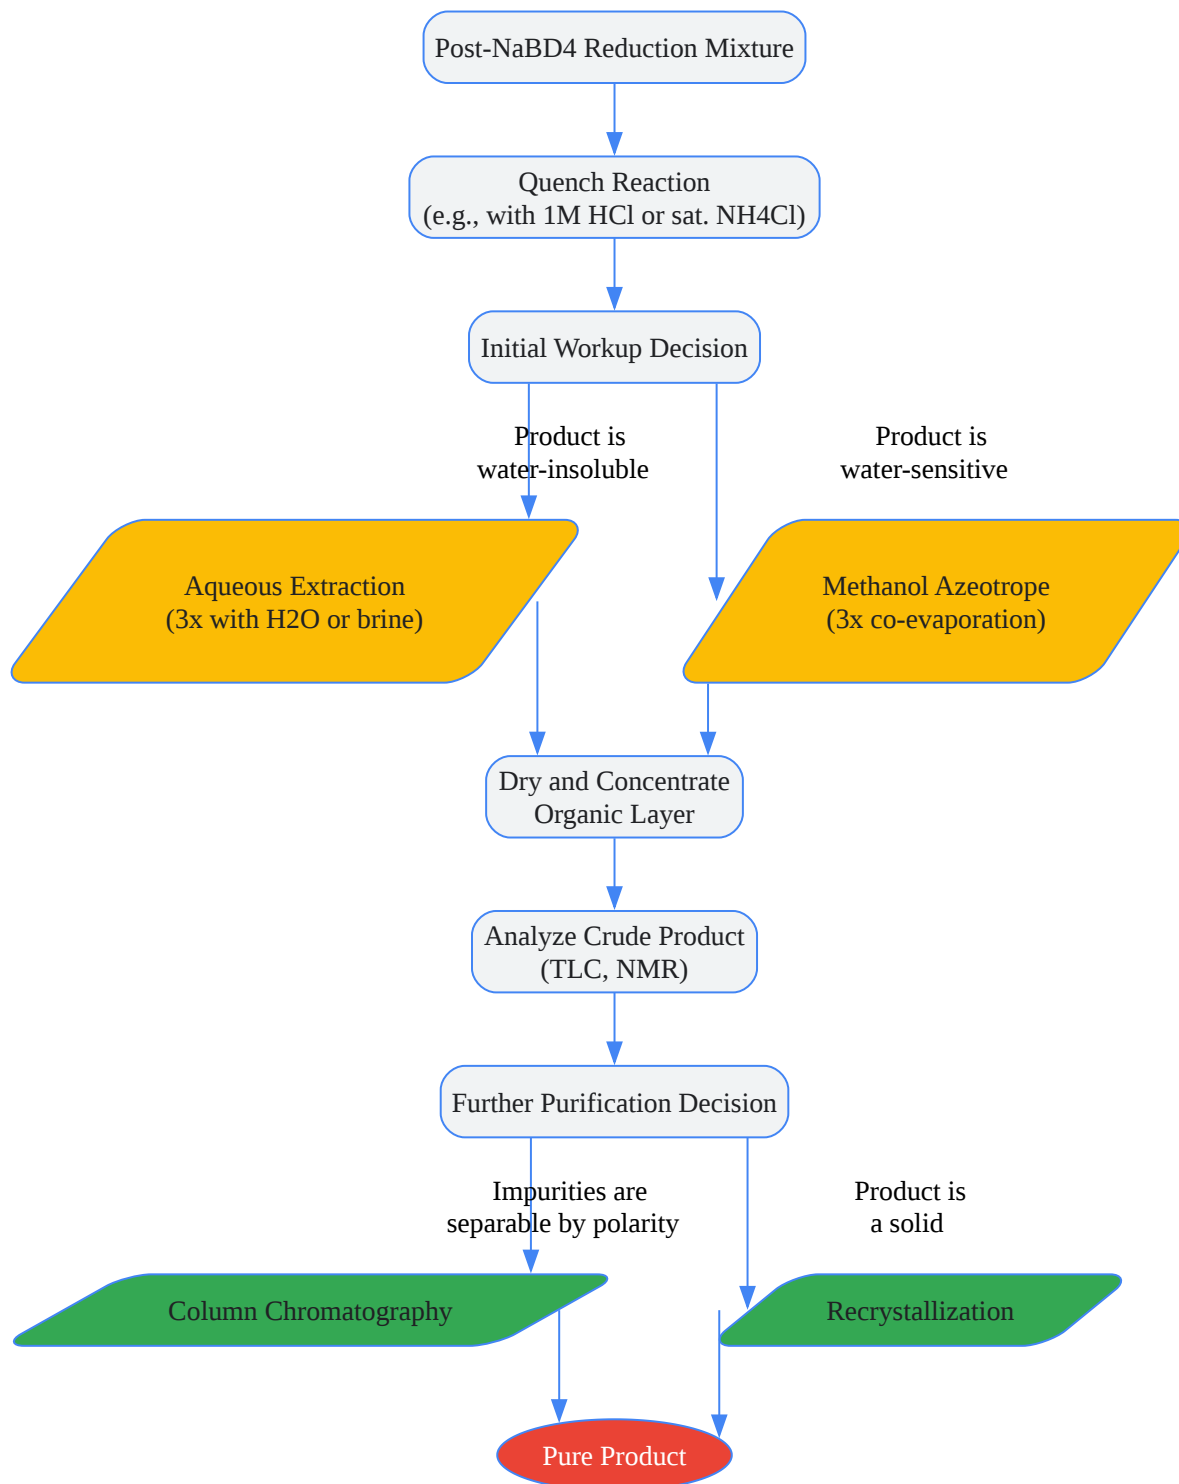 Post-NaBD4 Reduction Mixture
Quench Reaction
(e.g., with 1M HCl or sat. NH4Cl)
Initial Workup Decision
Product is
water-insoluble
Product is
water-sensitive
Aqueous Extraction
(3x with H2O or brine)
Methanol Azeotrope
(3x co-evaporation)
Dry and Concentrate
Organic Layer
Analyze Crude Product
(TLC, NMR)
Further Purification Decision
Impurities are
separable by polarity
Product is
a solid
Column Chromatography
Recrystallization
Pure Product